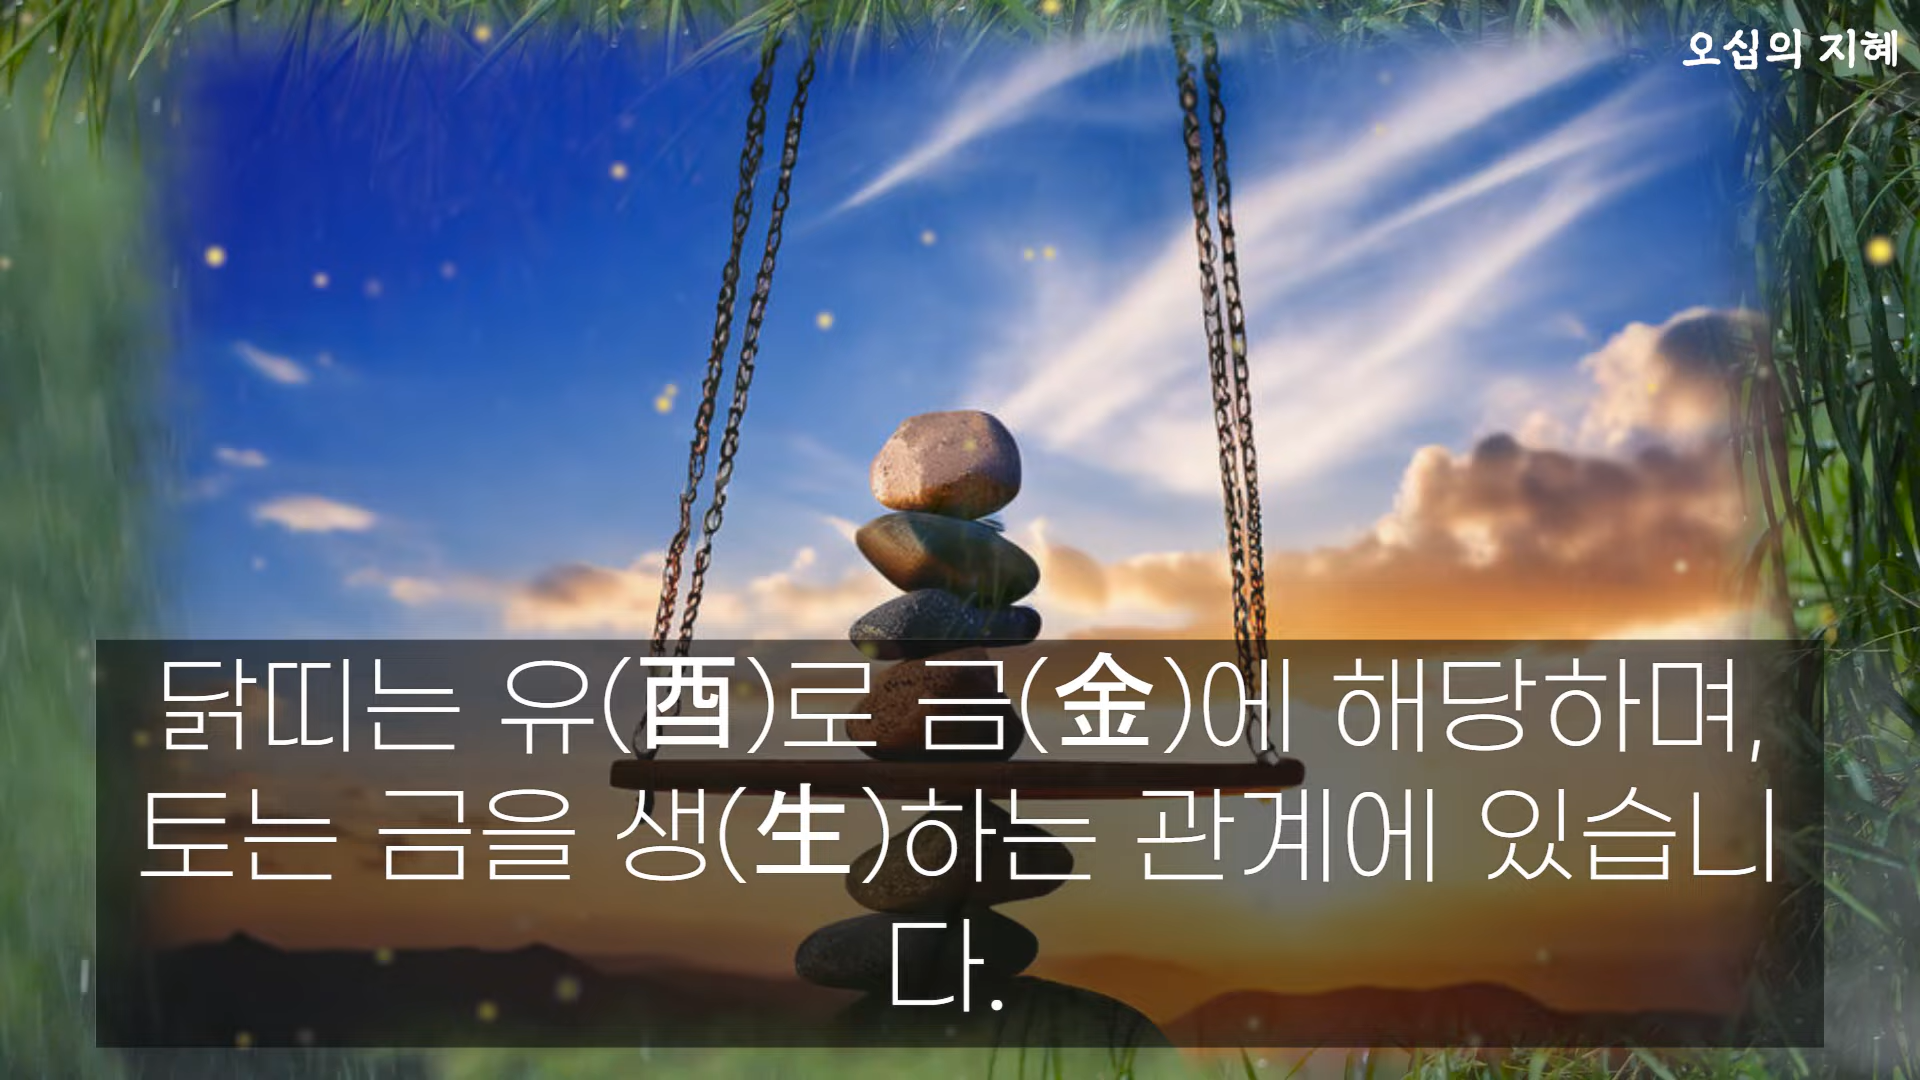 오십의 지혜
닭띠는 유(酉)로 금(金)에 해당하며,
토는 금을 생(生)하는 관계에 있습니
다.